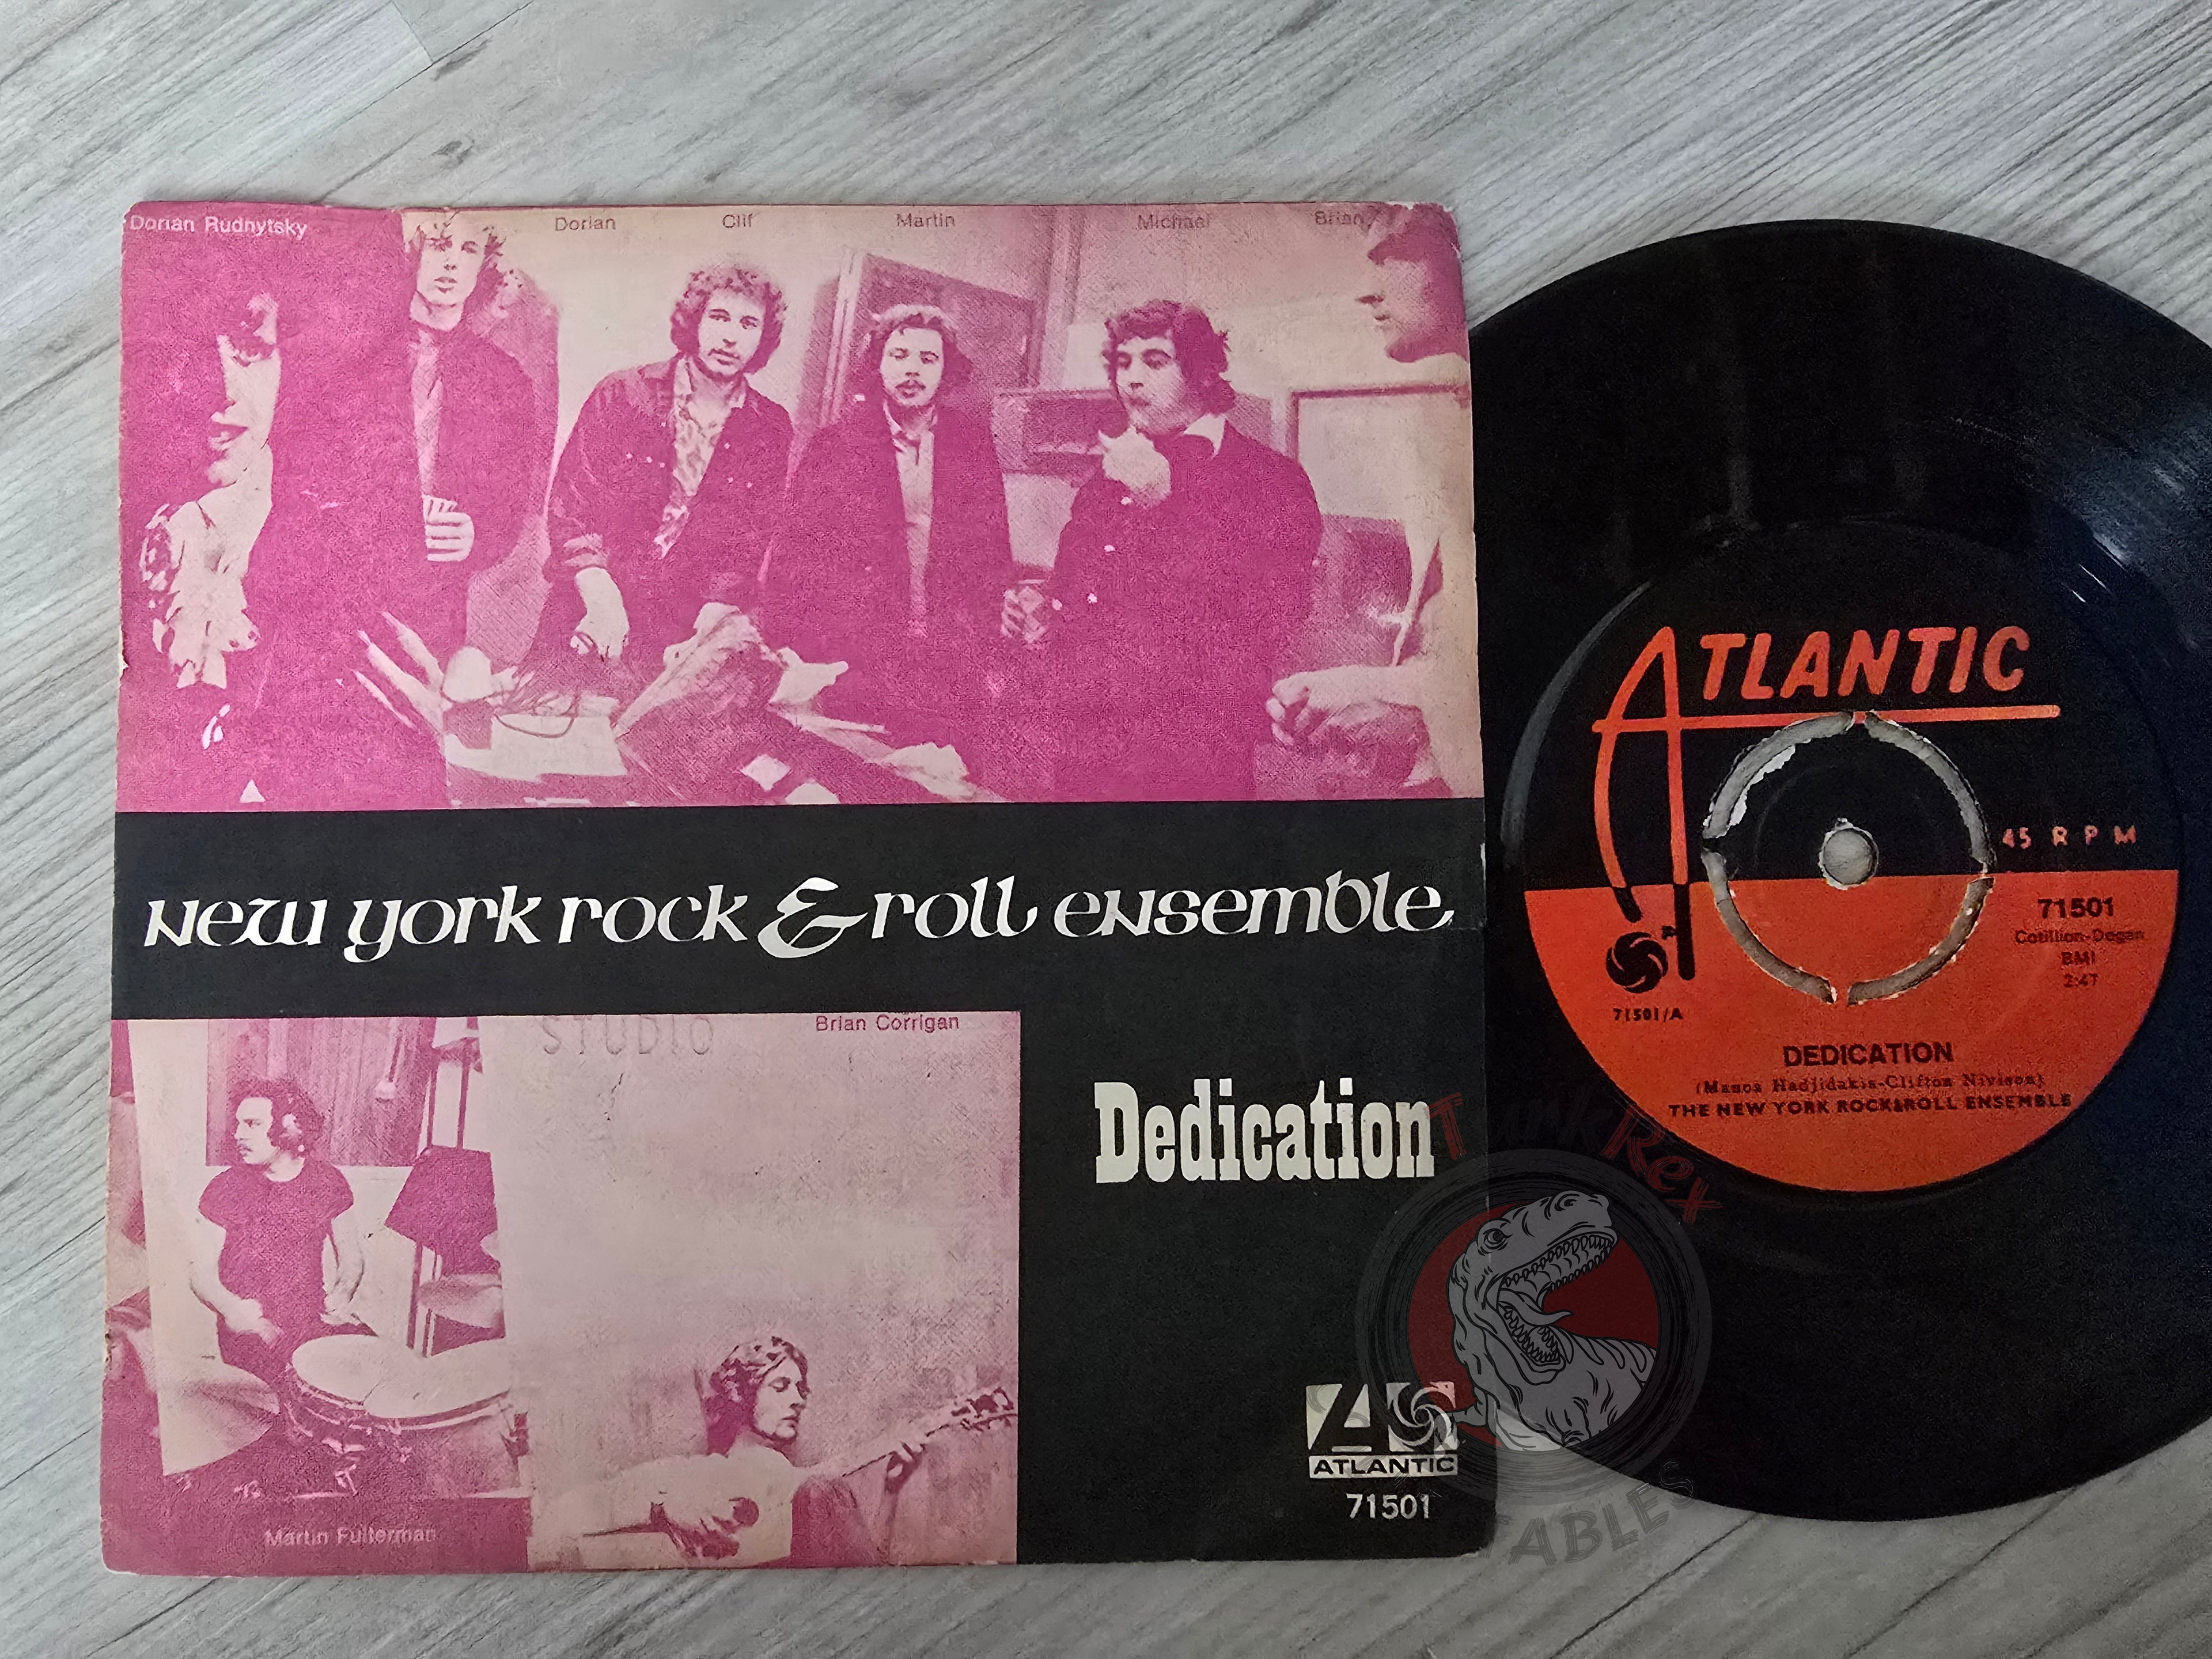 Dorian Rudnytsky
Dorian Clif Martin Michael Brian
New York Rock & Roll Ensemble
STUDIO
Brian Corrigan
Martin Fulterman
Dedication
ATLANTIC
71501
ATLANTIC
45 RPM
71501
Cotillion-Degan
BMI
2:47
71501/A
DEDICATION
(Manos Hadjidakis-Clifton Nivison)
THE NEW YORK ROCK&ROLL ENSEMBLE
Turk-Rex